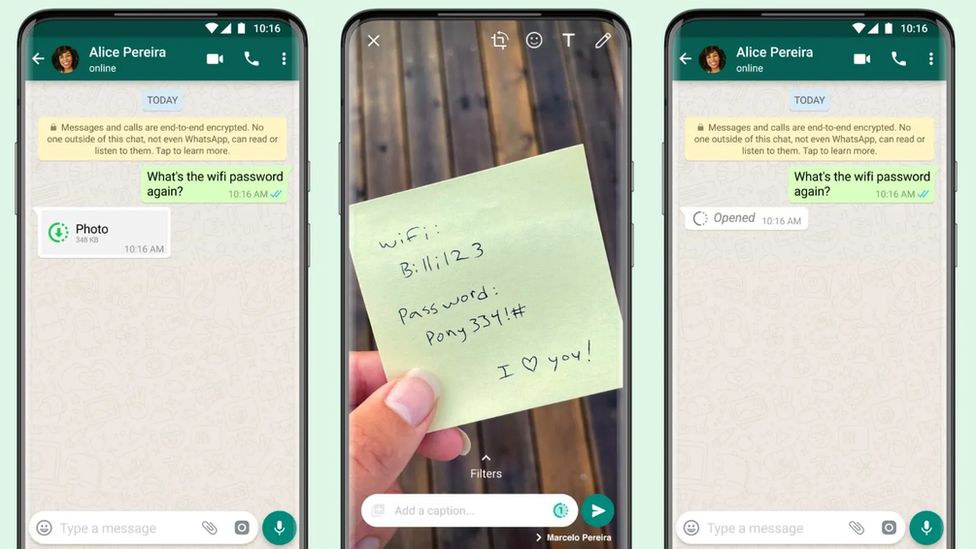 10:16
Alice Pereira
online
TODAY
Messages and calls are end-to-end encrypted. No
one outside of this chat, not even WhatsApp, can read or
listen to them. Tap to learn more.
What's the wifi password
again?
10:16 AM
Photo
348 KB
10:16 AM
Type a message
T
wiFi:
Billi123
Password:
Pony334!#
I ♡ you!
Filters
Add a caption...
1
Marcelo Pereira
10:16
Alice Pereira
online
TODAY
Messages and calls are end-to-end encrypted. No
one outside of this chat, not even WhatsApp, can read or
listen to them. Tap to learn more.
What's the wifi password
again?
10:16 AM
Opened
10:16 AM
Type a message